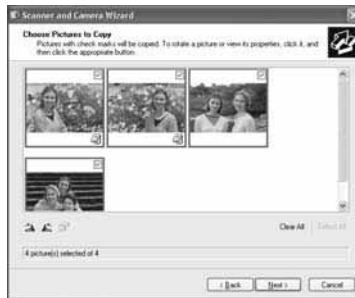 Scanner and Camera Wizard
Choose Pictures to Copy
Pictures with check marks will be copied. To rotate a picture or view its properties, click it, and
then click the appropriate button.
Clear All
Select All
4 picture(s) selected of 4
< Back
Next >
Cancel